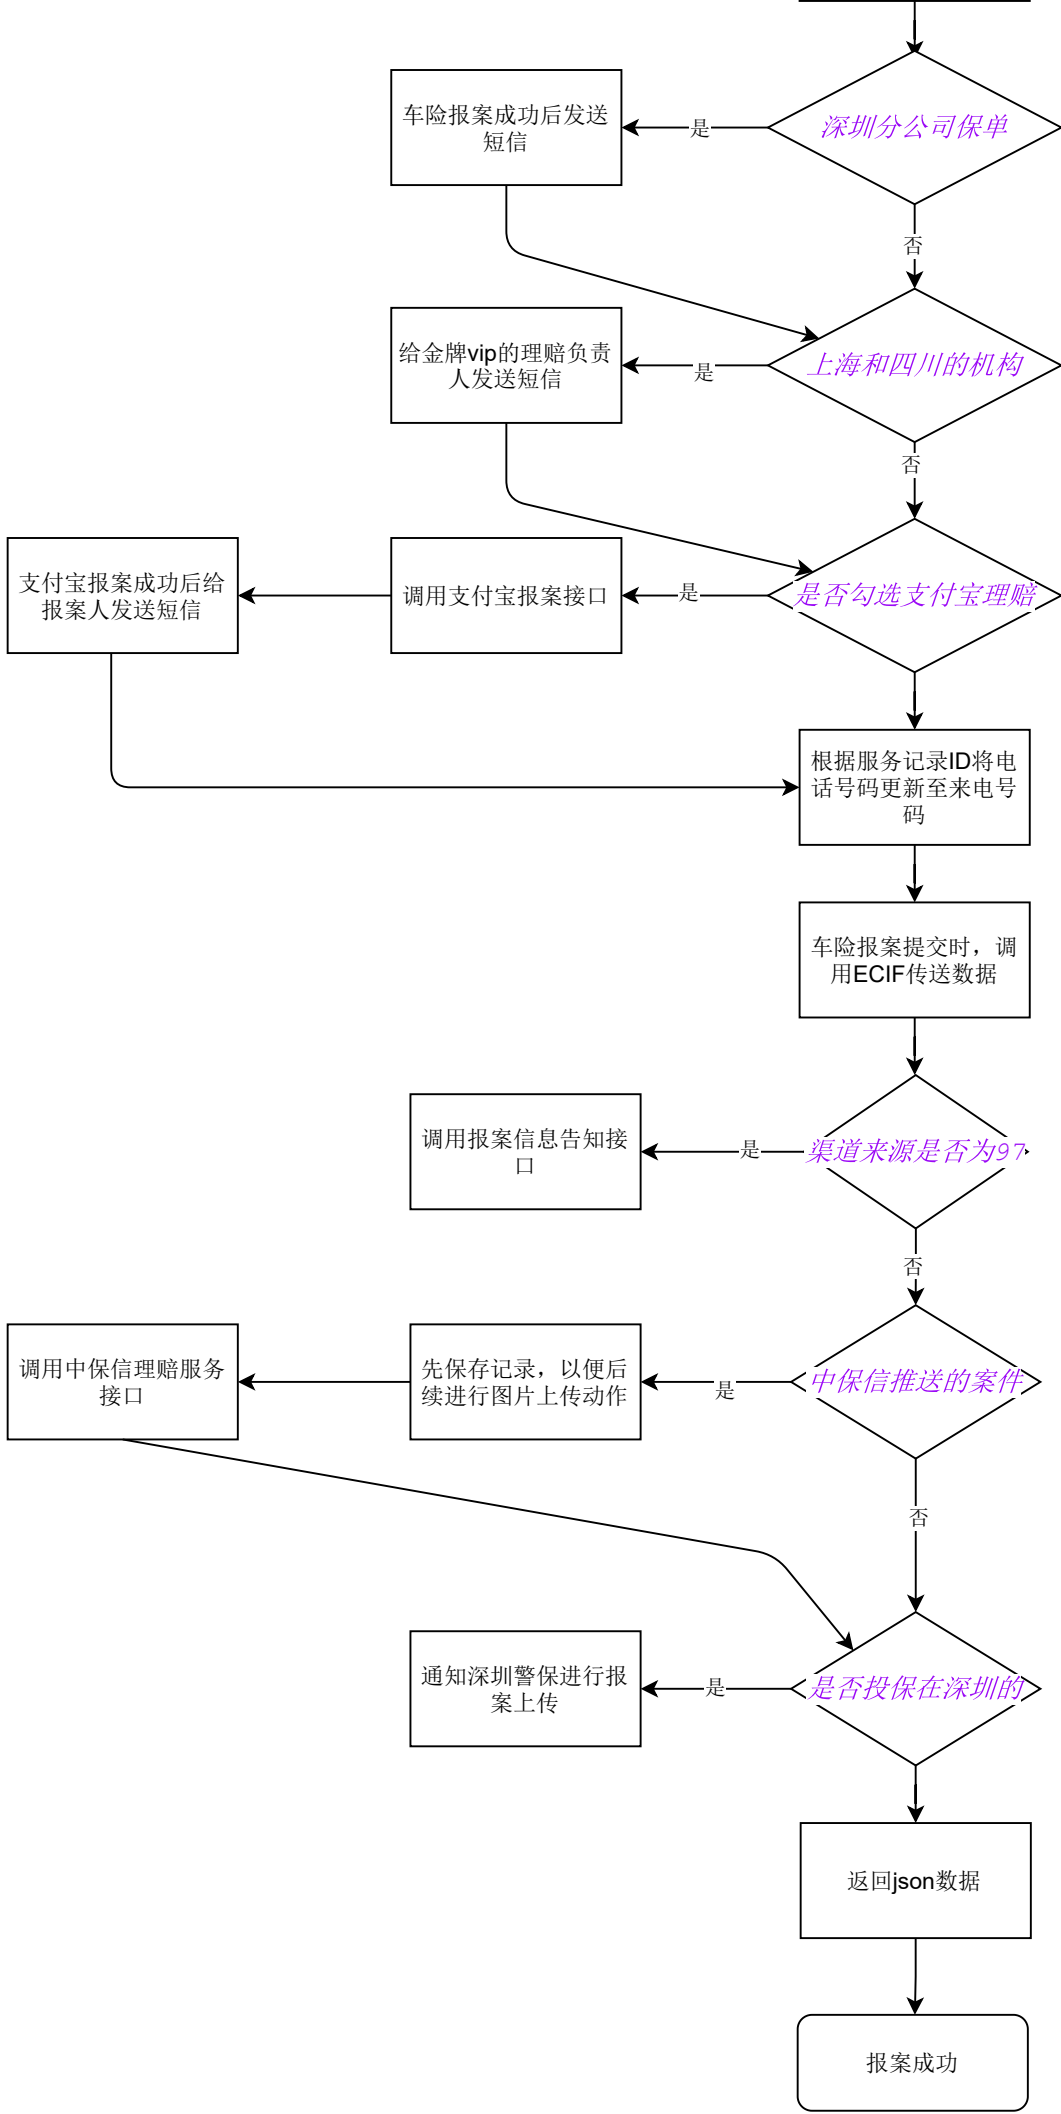 车险报案成功后发送
短信
是
深圳分公司保单
否
给金牌vip的理赔负责
人发送短信
是
上海和四川的机构
否
支付宝报案成功后给
报案人发送短信
调用支付宝报案接口
是
是否勾选支付宝理赔
根据服务记录ID将电
话号码更新至来电号
码
车险报案提交时，调
用ECIF传送数据
调用报案信息告知接
口
是
渠道来源是否为97
否
调用中保信理赔服务
接口
先保存记录，以便后
续进行图片上传动作
是
中保信推送的案件
否
通知深圳警保进行报
案上传
是
是否投保在深圳的
返回json数据
报案成功